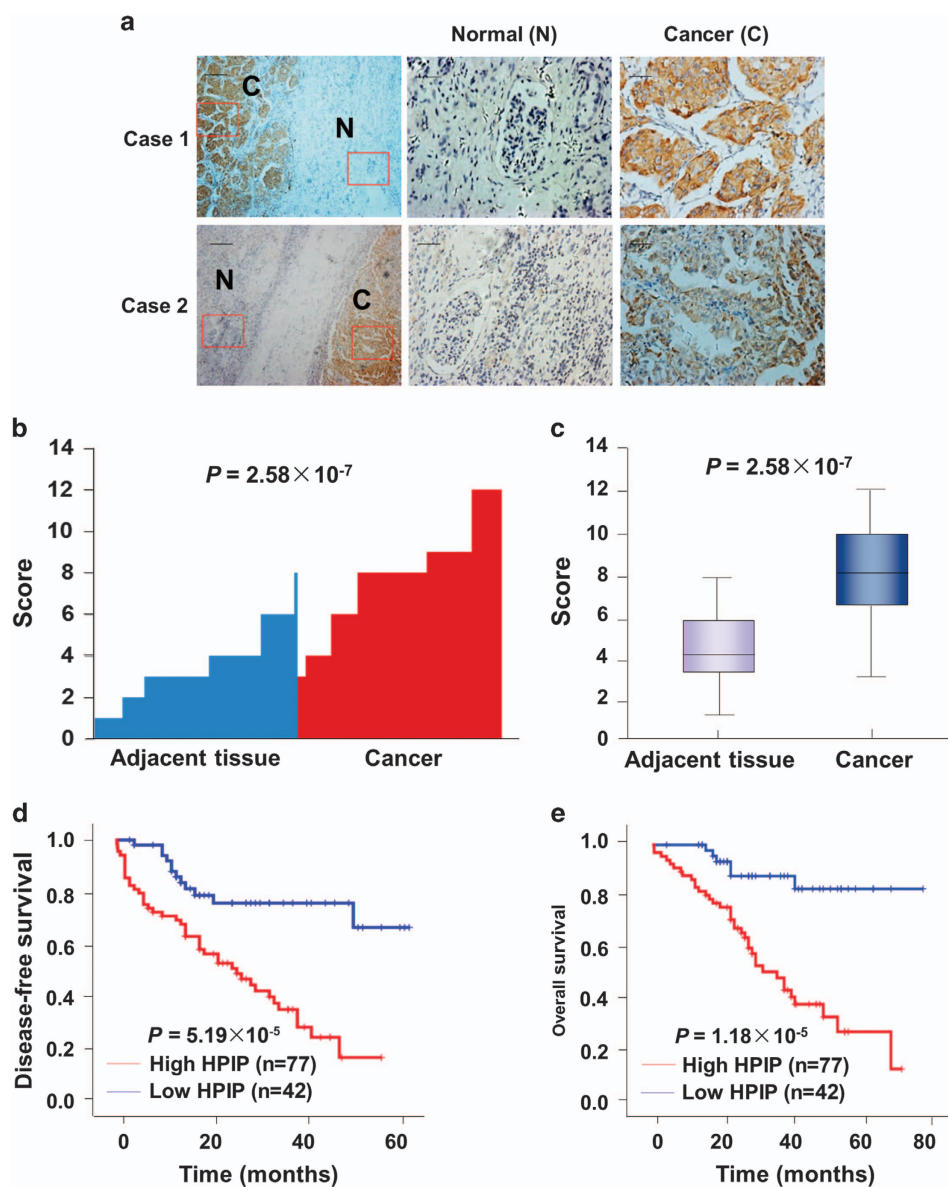 a
Normal (N)
Cancer (C)
Case 1
C
N
Case 2
N
C
b
14
12
10
8
6
4
2
0
Score
P = 2.58×10-7
Adjacent tissue
Cancer
c
14
12
10
8
6
4
2
0
Score
P = 2.58×10-7
Adjacent tissue
Cancer
d
1.0
0.8
0.6
0.4
0.2
0.0
Disease-free survival
P = 5.19×10-5
High HPIP (n=77)
Low HPIP (n=42)
0
20
40
60
Time (months)
e
1.0
0.8
0.6
0.4
0.2
0.0
Overall survival
P = 1.18×10-5
High HPIP (n=77)
Low HPIP (n=42)
0
20
40
60
80
Time (months)